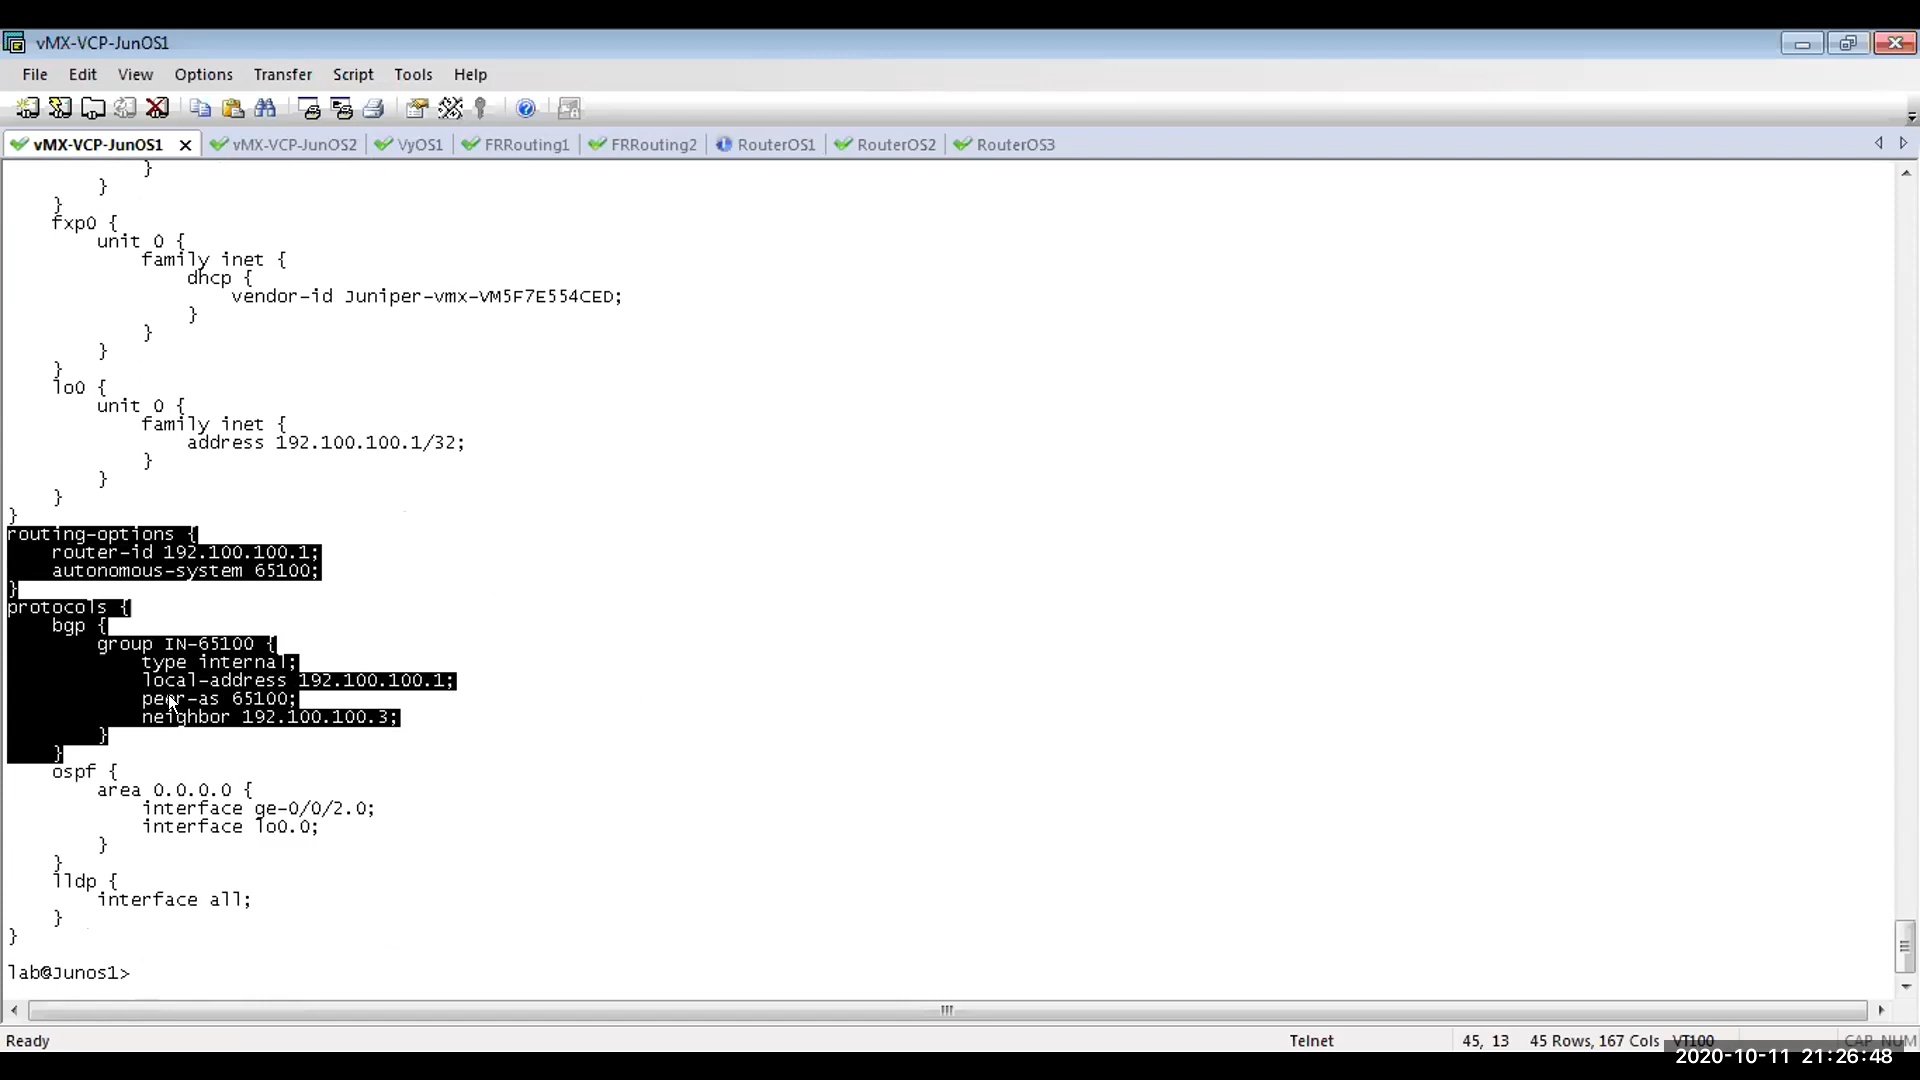 vMX-VCP-JunOS1
File Edit View Options Transfer Script Tools Help
vMX-VCP-JunOS1 vMX-VCP-JunOS2 VyOS1 FRRouting1 FRRouting2 RouterOS1 RouterOS2 RouterOS3
}
}
}
fxp0 {
unit 0 {
family inet {
dhcp {
vendor-id Juniper-vmx-VM5F7E554CED;
}
}
}
}
lo0 {
unit 0 {
family inet {
address 192.100.100.1/32;
}
}
}
}
routing-options {
router-id 192.100.100.1;
autonomous-system 65100;
}
protocols {
bgp {
group IN-65100 {
type internal;
local-address 192.100.100.1;
peer-as 65100;
neighbor 192.100.100.3;
}
}
ospf {
area 0.0.0.0 {
interface ge-0/0/2.0;
interface lo0.0;
}
}
lldp {
interface all;
}
}
lab@Junos1>
Ready Telnet 45, 13 45 Rows, 167 Cols VT100 CAP NUM
2020-10-11 21:26:48